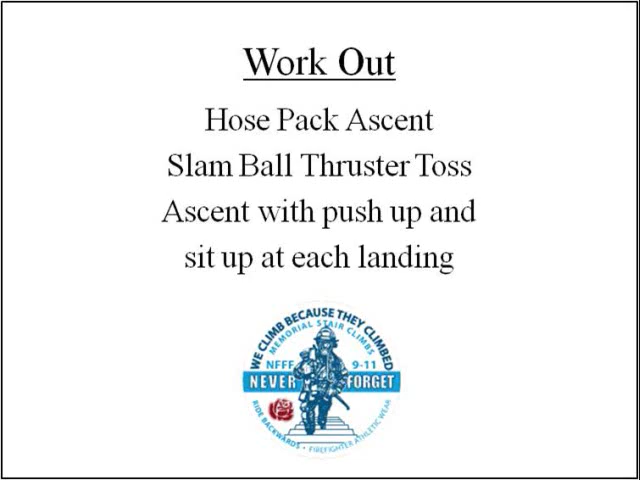 Work Out
Hose Pack Ascent
Slam Ball Thruster Toss
Ascent with push up and
sit up at each landing
WE CLIMB BECAUSE THEY CLIMBED
MEMORIAL STAIR CLIMBS
NFFF 9-11
NEVER FORGET
RIDE BACKWARDS • FIREFIGHTER ATHLETIC WEAR